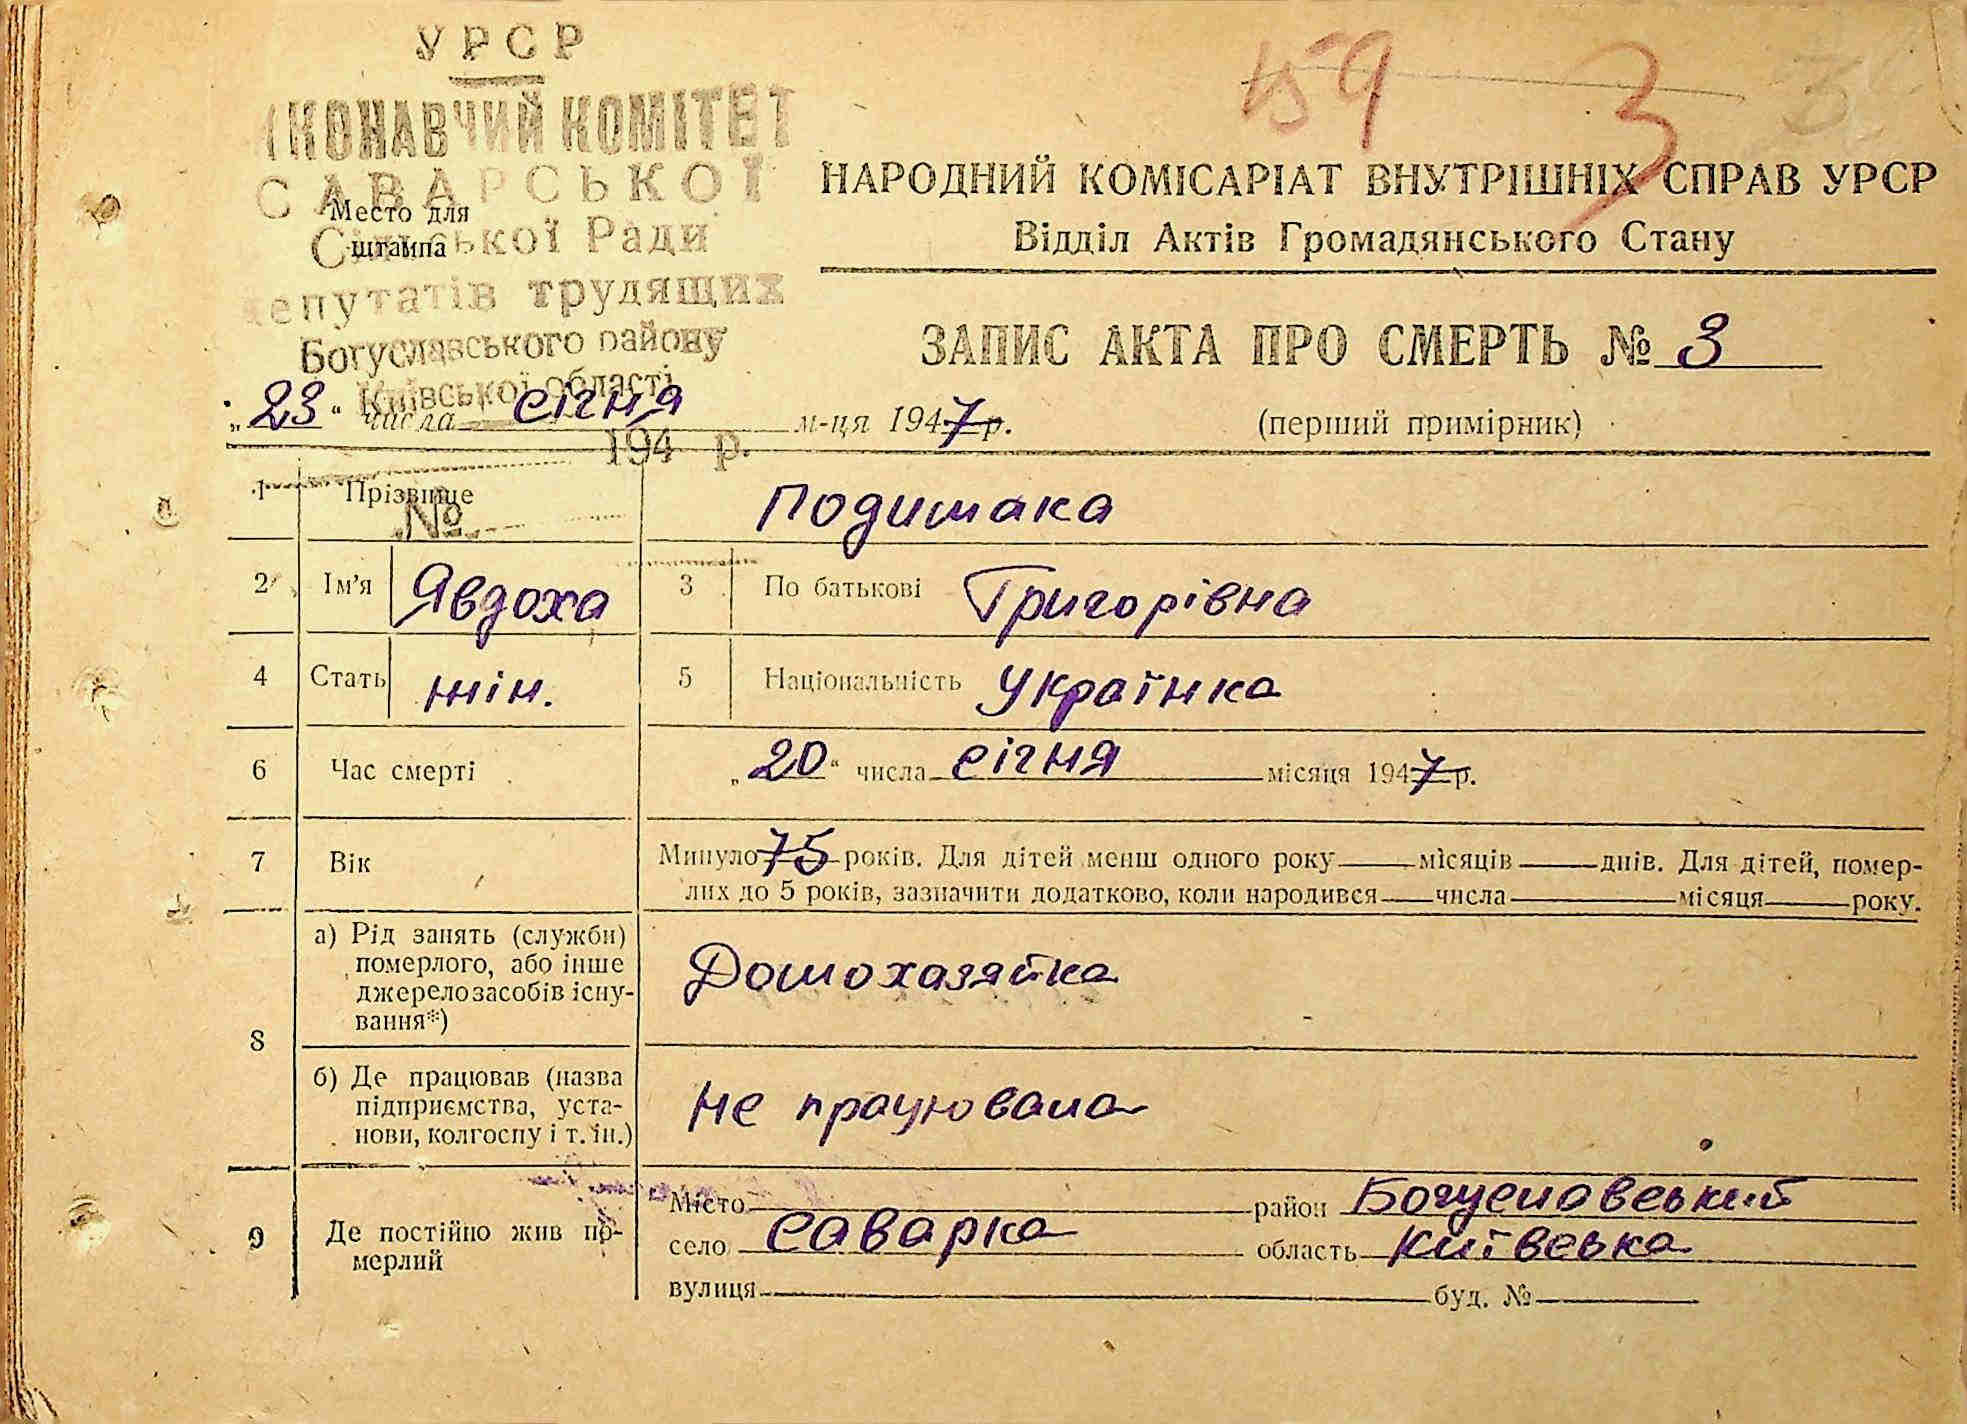 УРСР
КОНАВЧИЙ КОМІТЕТ
САВАРСЬКОЇ
Место для
штампа
Сільської Ради
епутатів трудящих
Богуславського району
Київської області
194 р.
№
159
3
НАРОДНИЙ КОМІСАРІАТ ВНУТРІШНІХ СПРАВ УРСР
Відділ Актів Громадянського Стану
ЗАПИС АКТА ПРО СМЕРТЬ № 3
„23“ числа січня м-ця 1947 р.
(перший примірник)
1 Прізвище Подишака
2 Ім'я Явдоха 3 По батькові Григорівна
4 Стать жін. 5 Національність Українка
6 Час смерті „20“ числа січня місяця 1947 р.
7 Вік Минуло 75 років. Для дітей менш одного року місяців днів. Для дітей, помер-
лих до 5 років, зазначити додатково, коли народився числа місяця року.
8 а) Рід занять (служби)
померлого, або інше
джерело засобів існу-
вання*)
Домохазяйка
б) Де працював (назва
підприємства, уста-
нови, колгоспу і т. ін.)
Не працювала
9 Де постійно жив по-
мерлий
Місто район Богуславський
село Саварка область Київська
вулиця буд. №